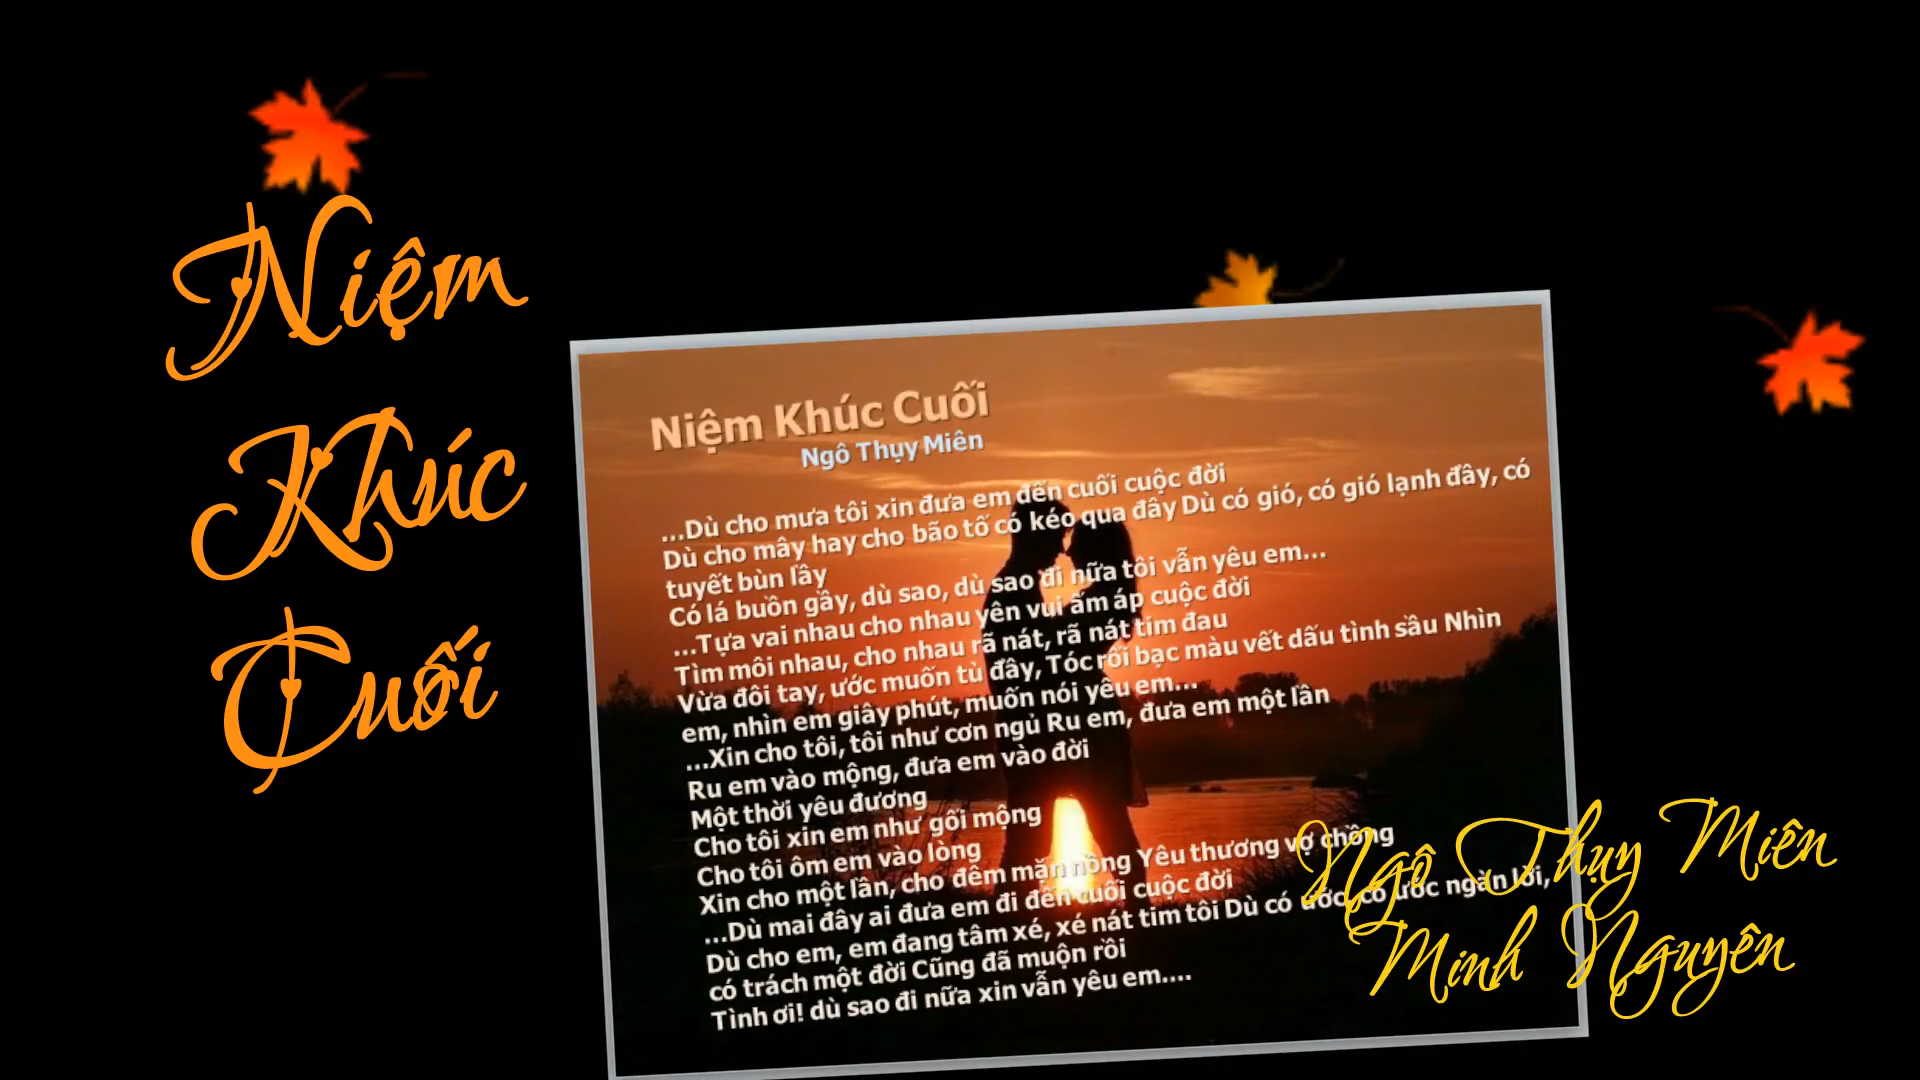 Niệm
Khúc
Cuối
Niệm Khúc Cuối
Ngô Thụy Miên
...Dù cho mưa tôi xin đưa em đến cuối cuộc đời
Dù cho mây hay cho bão tố có kéo qua đây Dù có gió, có gió lạnh đây, có
tuyết bùn lầy
Có lá buồn gầy, dù sao, dù sao đi nữa tôi vẫn yêu em...
...Tựa vai nhau cho nhau yên vui ấm áp cuộc đời
Tìm môi nhau, cho nhau rã nát, rã nát tim đau
Vừa đôi tay, ước muốn tù đây, Tóc rối bạc màu vết dấu tình sầu Nhìn
em, nhìn em giây phút, muốn nói yêu em...
...Xin cho tôi, tôi như cơn ngủ Ru em, đưa em một lần
Ru em vào mộng, đưa em vào đời
Một thời yêu đương
Cho tôi xin em như gối mộng
Cho tôi ôm em vào lòng
Xin cho một lần, cho đêm mặn nồng Yêu thương vợ chồng
...Dù mai đây ai đưa em đi đến cuối cuộc đời
Dù cho em, em đang tâm xé, xé nát tim tôi Dù có ước, có ước ngàn lời,
có trách một đời Cũng đã muộn rồi
Tình ơi! dù sao đi nữa xin vẫn yêu em....
Ngô Thụy Miên
Minh Nguyên